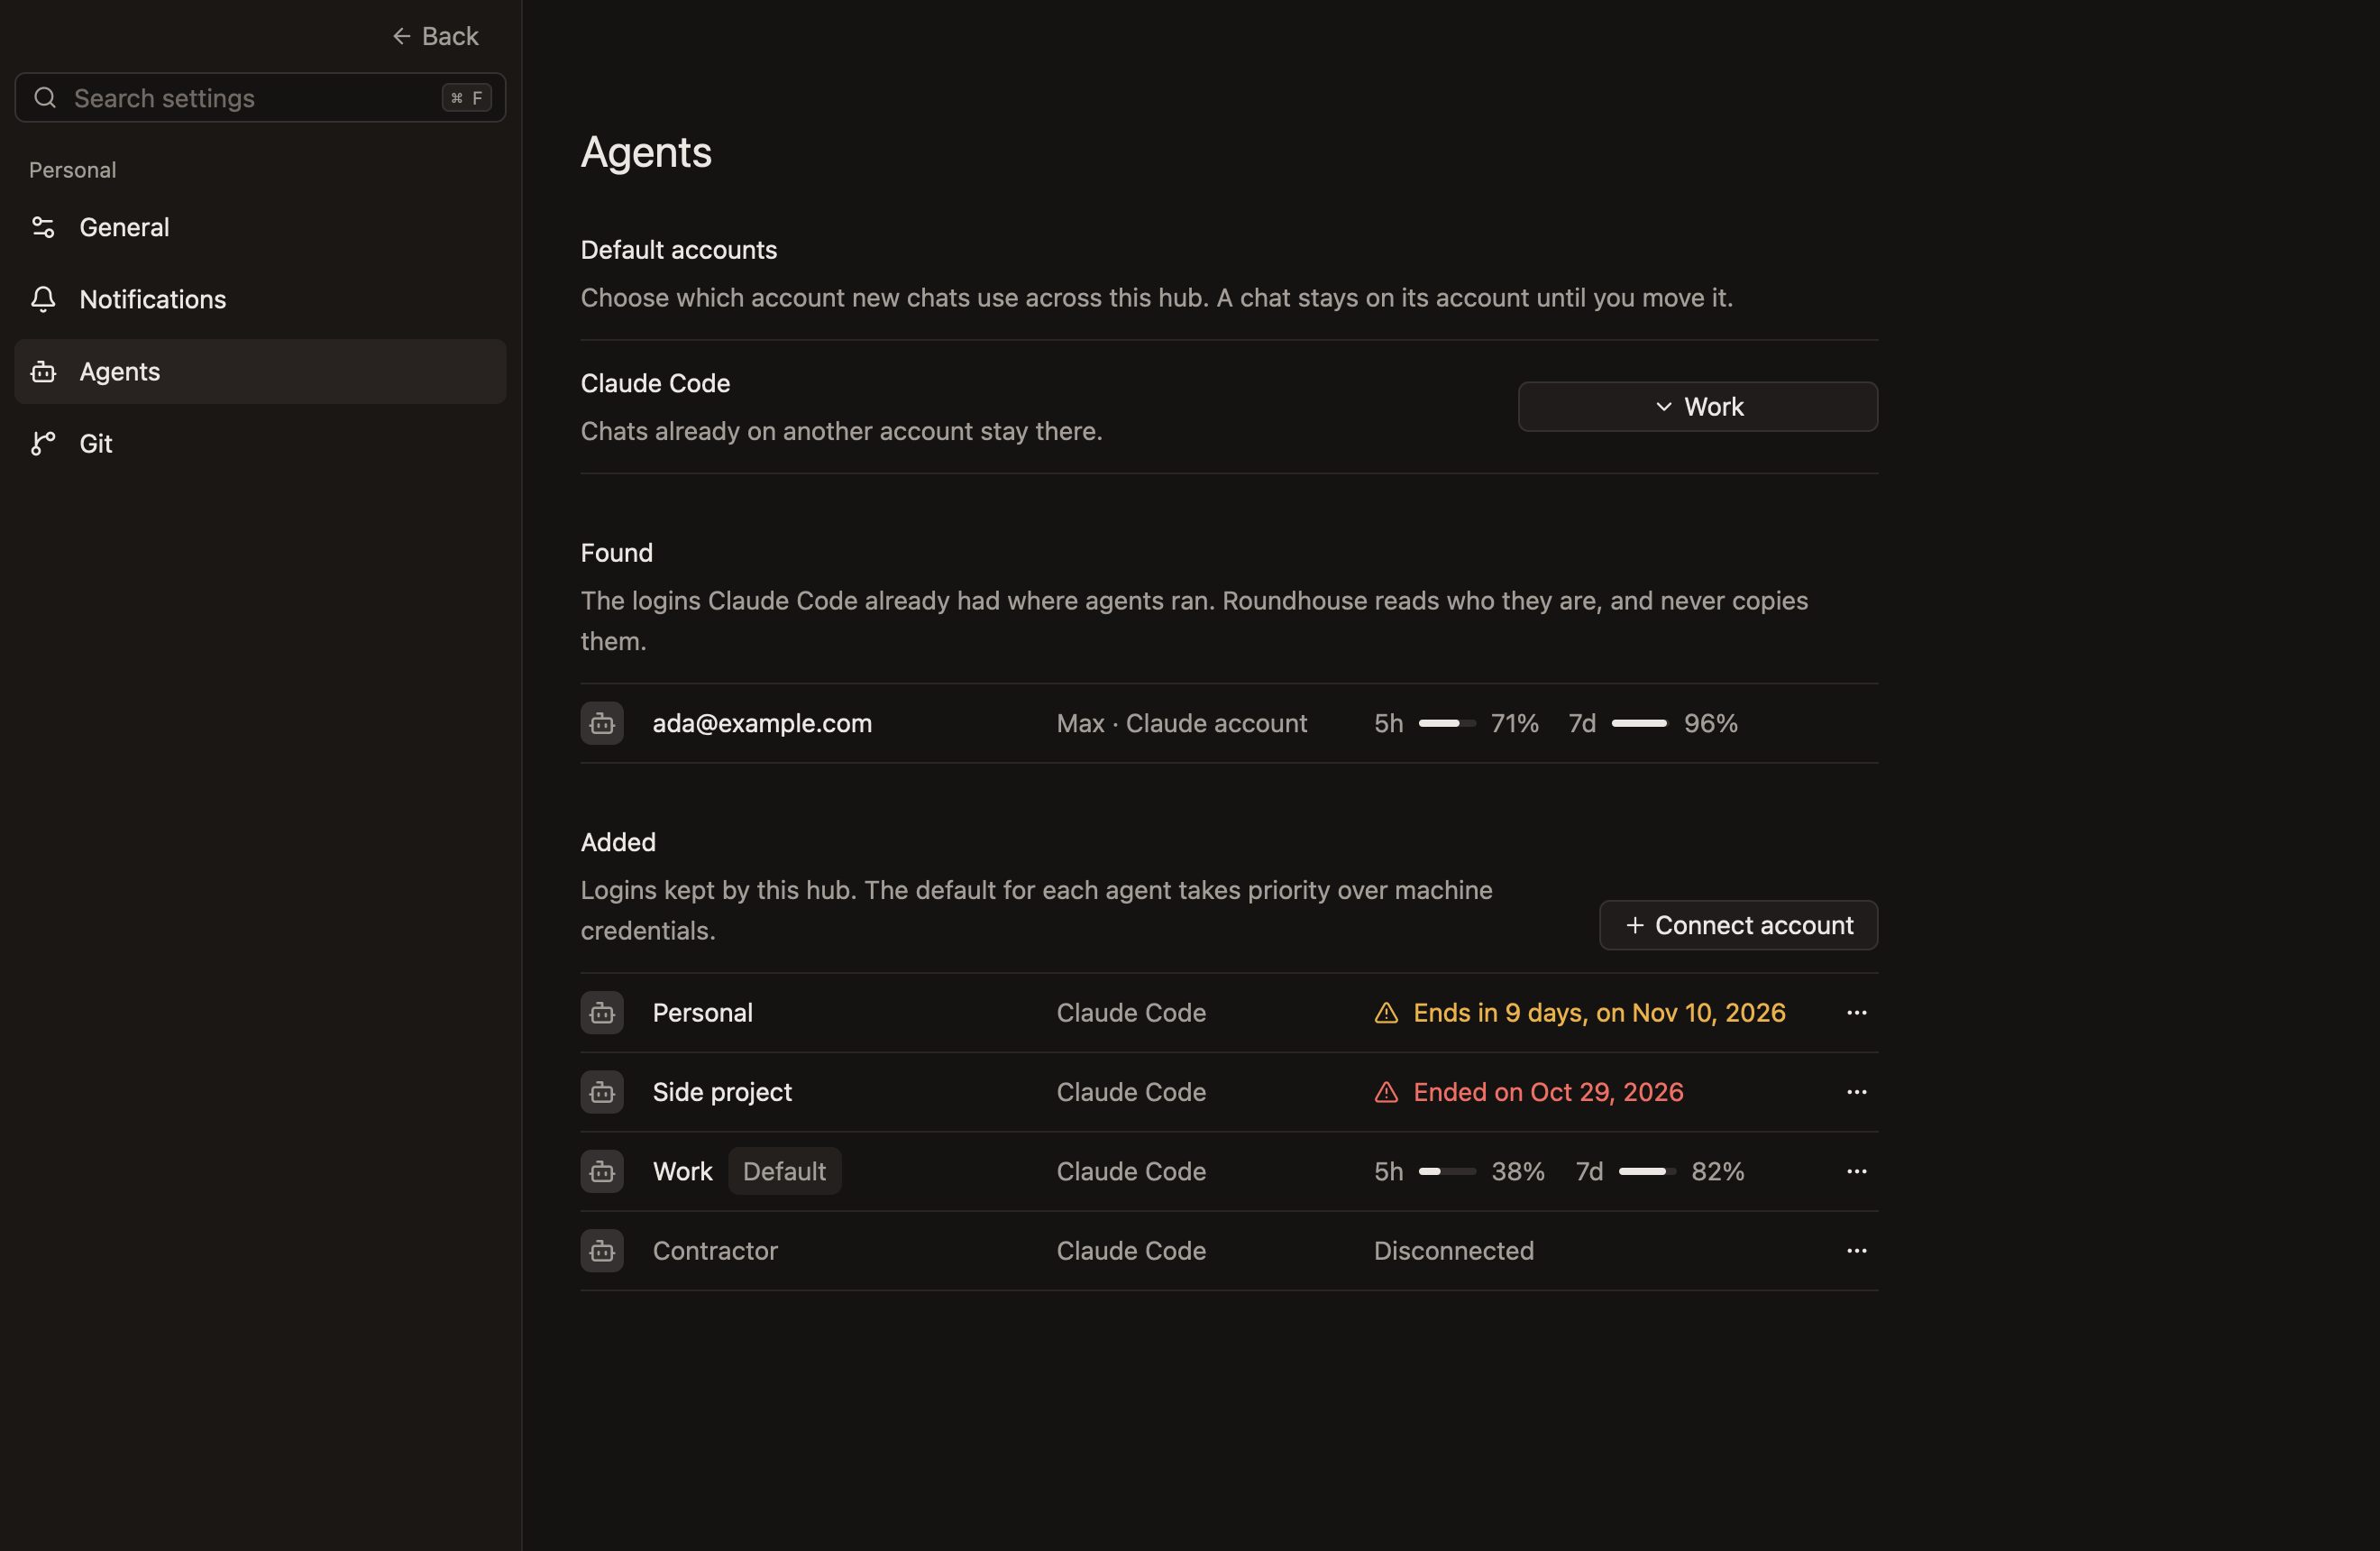 Back
Search settings
⌘ F
Personal
General
Notifications
Agents
Git
Agents
Default accounts
Choose which account new chats use across this hub. A chat stays on its account until you move it.
Claude Code
Chats already on another account stay there.
Work
Found
The logins Claude Code already had where agents ran. Roundhouse reads who they are, and never copies
them.
ada@example.com Max · Claude account 5h 71% 7d 96%
Added
Logins kept by this hub. The default for each agent takes priority over machine
credentials.
+ Connect account
Personal Claude Code Ends in 9 days, on Nov 10, 2026
Side project Claude Code Ended on Oct 29, 2026
Work Default Claude Code 5h 38% 7d 82%
Contractor Claude Code Disconnected